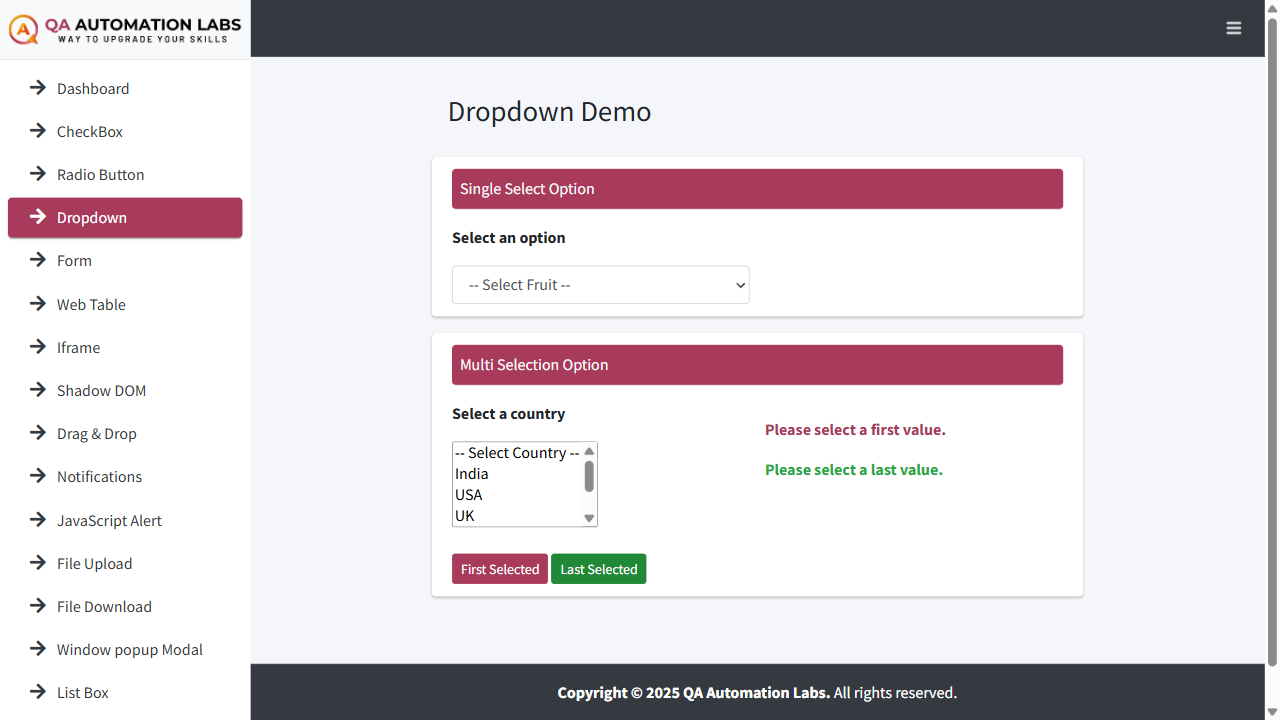 QA AUTOMATION LABS
WAY TO UPGRADE YOUR SKILLS
Dashboard
CheckBox
Radio Button
Dropdown
Form
Web Table
Iframe
Shadow DOM
Drag & Drop
Notifications
JavaScript Alert
File Upload
File Download
Window popup Modal
List Box
Dropdown Demo
Single Select Option
Select an option
-- Select Fruit --
Multi Selection Option
Select a country
-- Select Country --
India
USA
UK
Please select a first value.
Please select a last value.
First Selected
Last Selected
Copyright © 2025 QA Automation Labs. All rights reserved.